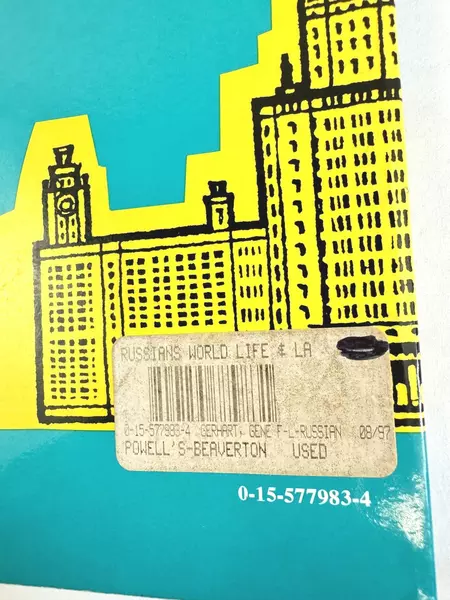 RUSSIANS WORLD LIFE & LA
0-15-577983-4 GERHART, GENE F-L-RUSSIAN 08/97
POWELL'S-BEAVERTON USED
0-15-577983-4